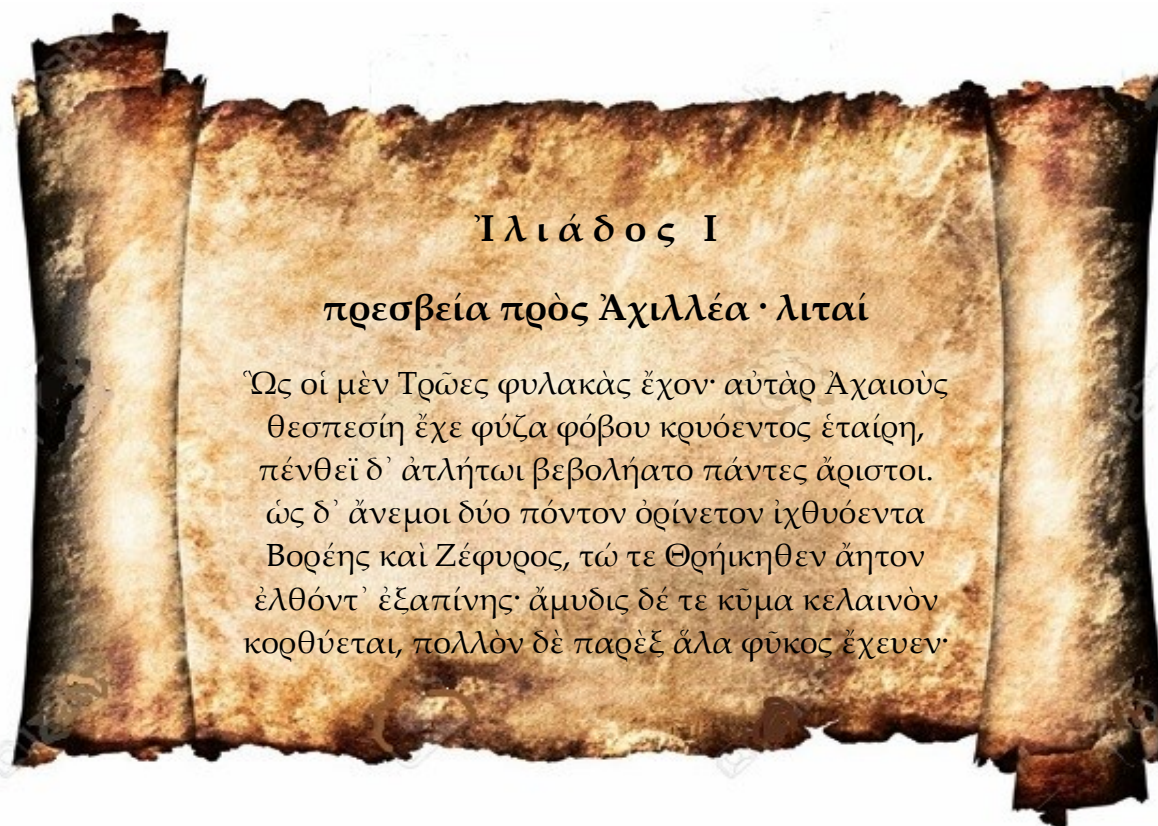 Ἰλιάδος Ι
πρεσβεία πρὸς Ἀχιλλέα · λιταί
Ὣς οἱ μὲν Τρῶες φυλακὰς ἔχον· αὐτὰρ Ἀχαιοὺς
θεσπεσίη ἔχε φύζα φόβου κρυόεντος ἑταίρη,
πένθεϊ δ᾽ ἀτλήτωι βεβολήατο πάντες ἄριστοι.
ὡς δ᾽ ἄνεμοι δύο πόντον ὀρίνετον ἰχθυόεντα
Βορέης καὶ Ζέφυρος, τώ τε Θρήικηθεν ἄητον
ἐλθόντ᾽ ἐξαπίνης· ἄμυδις δέ τε κῦμα κελαινὸν
κορθύεται, πολλὸν δὲ παρὲξ ἅλα φῦκος ἔχευεν·